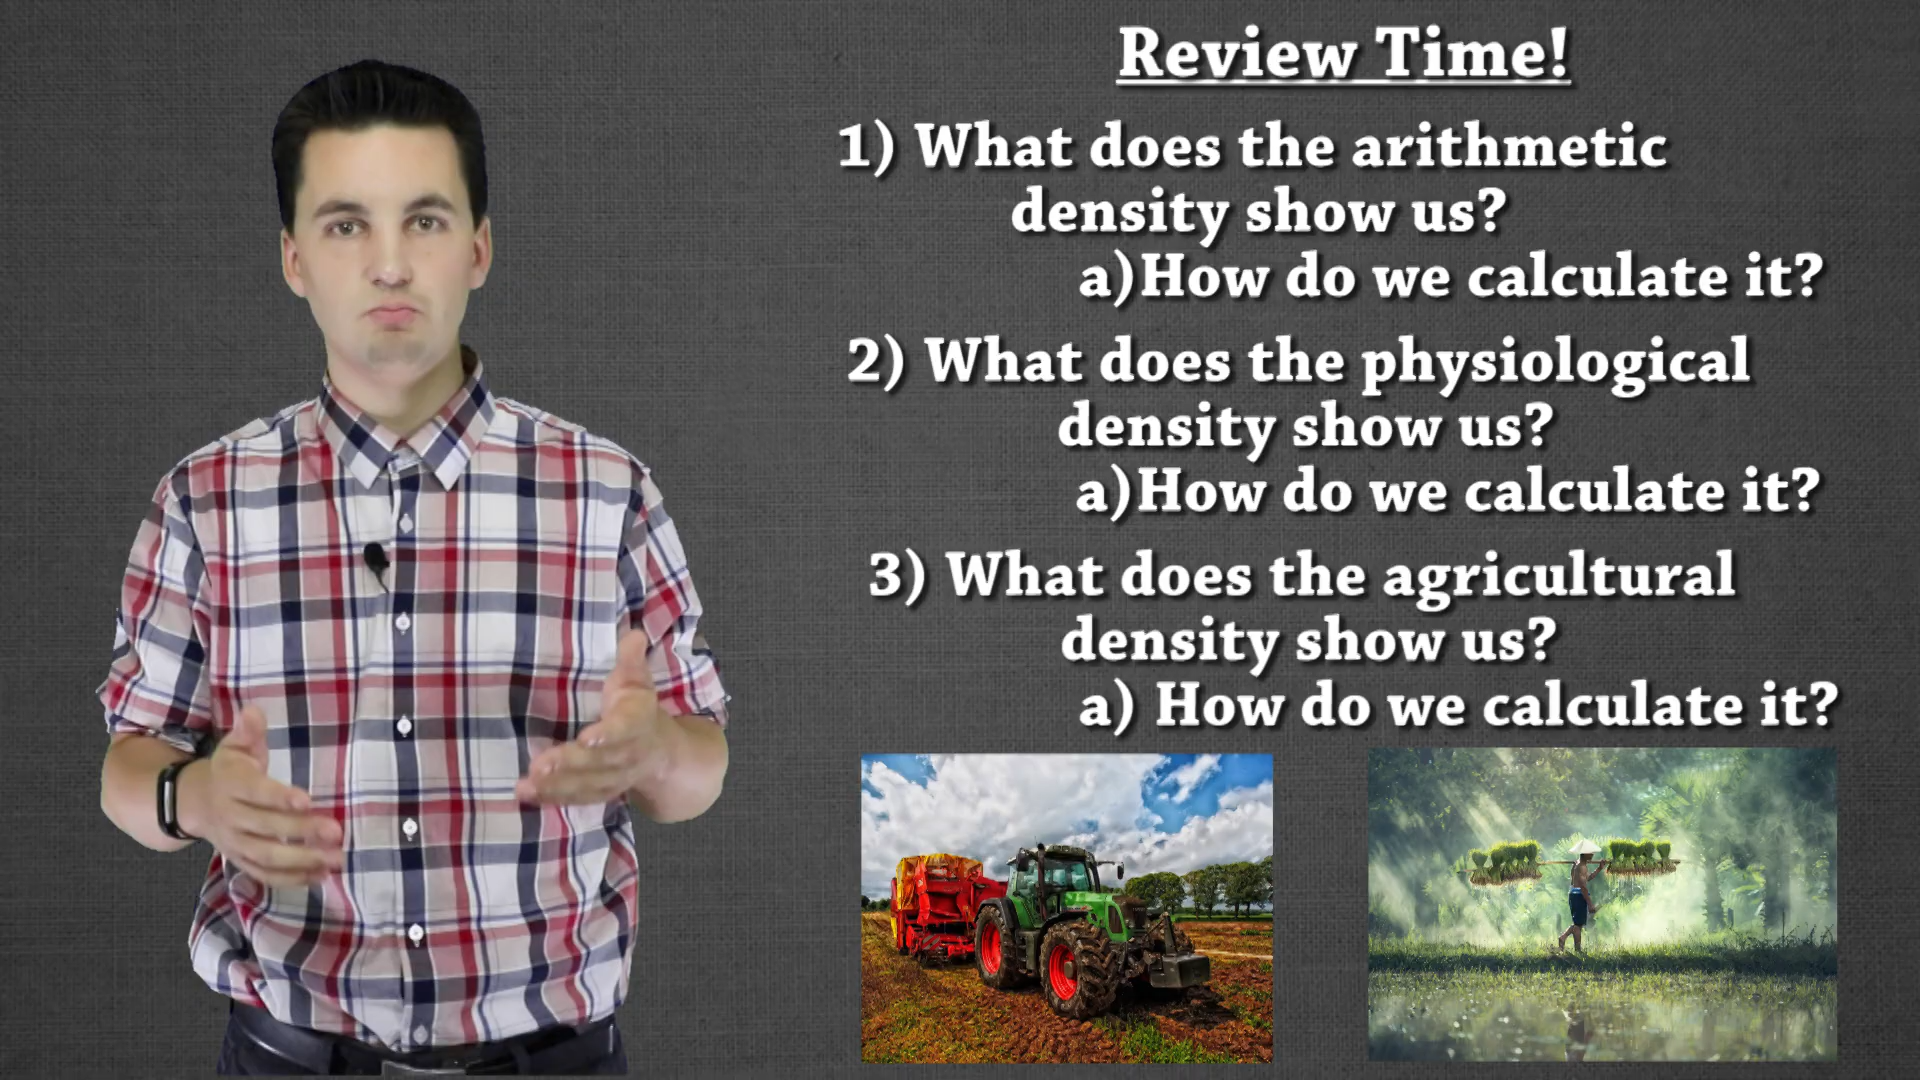 Review Time!
1) What does the arithmetic
density show us?
a)How do we calculate it?
2) What does the physiological
density show us?
a)How do we calculate it?
3) What does the agricultural
density show us?
a) How do we calculate it?